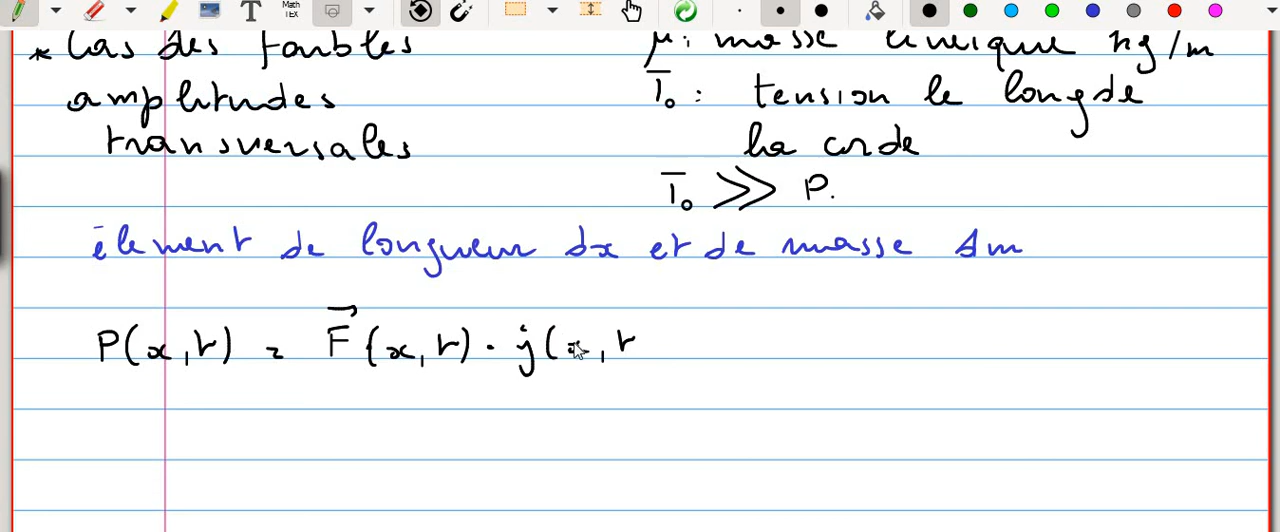 * Cas des faibles
amplitudes
transversales
μ : masse linéique kg/m
T₀ : tension le long de
la corde
T₀ >> P.
élement de longueur dx et de masse Δm
P(x,t) = F⃗(x,t) · ẏ(x,t